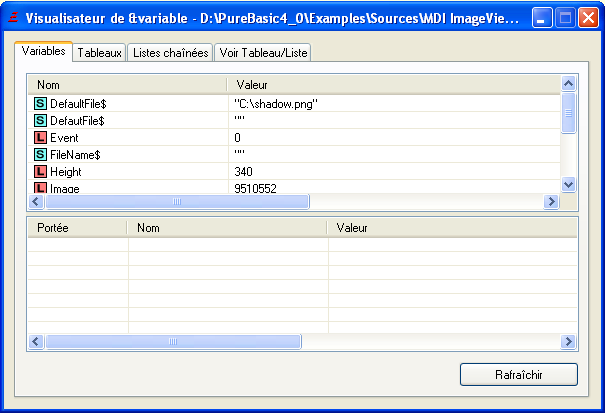 Visualisateur de &variable - D:\PureBasic4_0\Examples\Sources\MDI ImageVie...
Variables Tableaux Listes chaînées Voir Tableau/Liste
Nom Valeur
S DefaultFile$ "C:\shadow.png"
S DefautFile$ ""
L Event 0
S FileName$ ""
L Height 340
L Image 9510552
Portée Nom Valeur
Rafraîchir